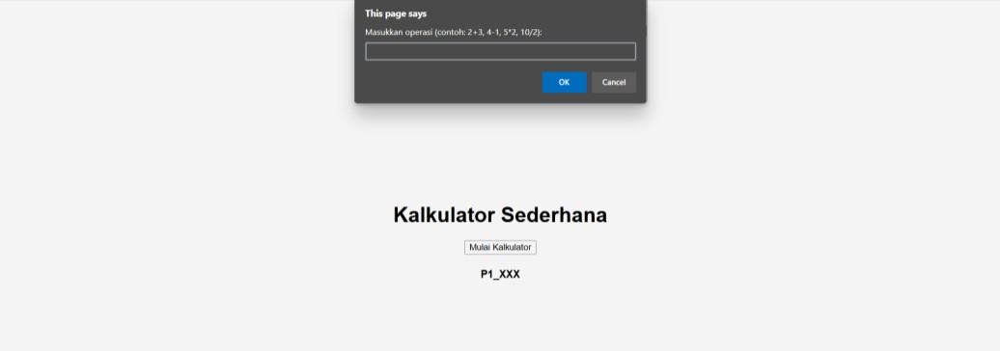 This page says
Masukkan operasi (contoh: 2+3, 4-1, 5*2, 10/2):
OK
Cancel
Kalkulator Sederhana
Mulai Kalkulator
P1_XXX